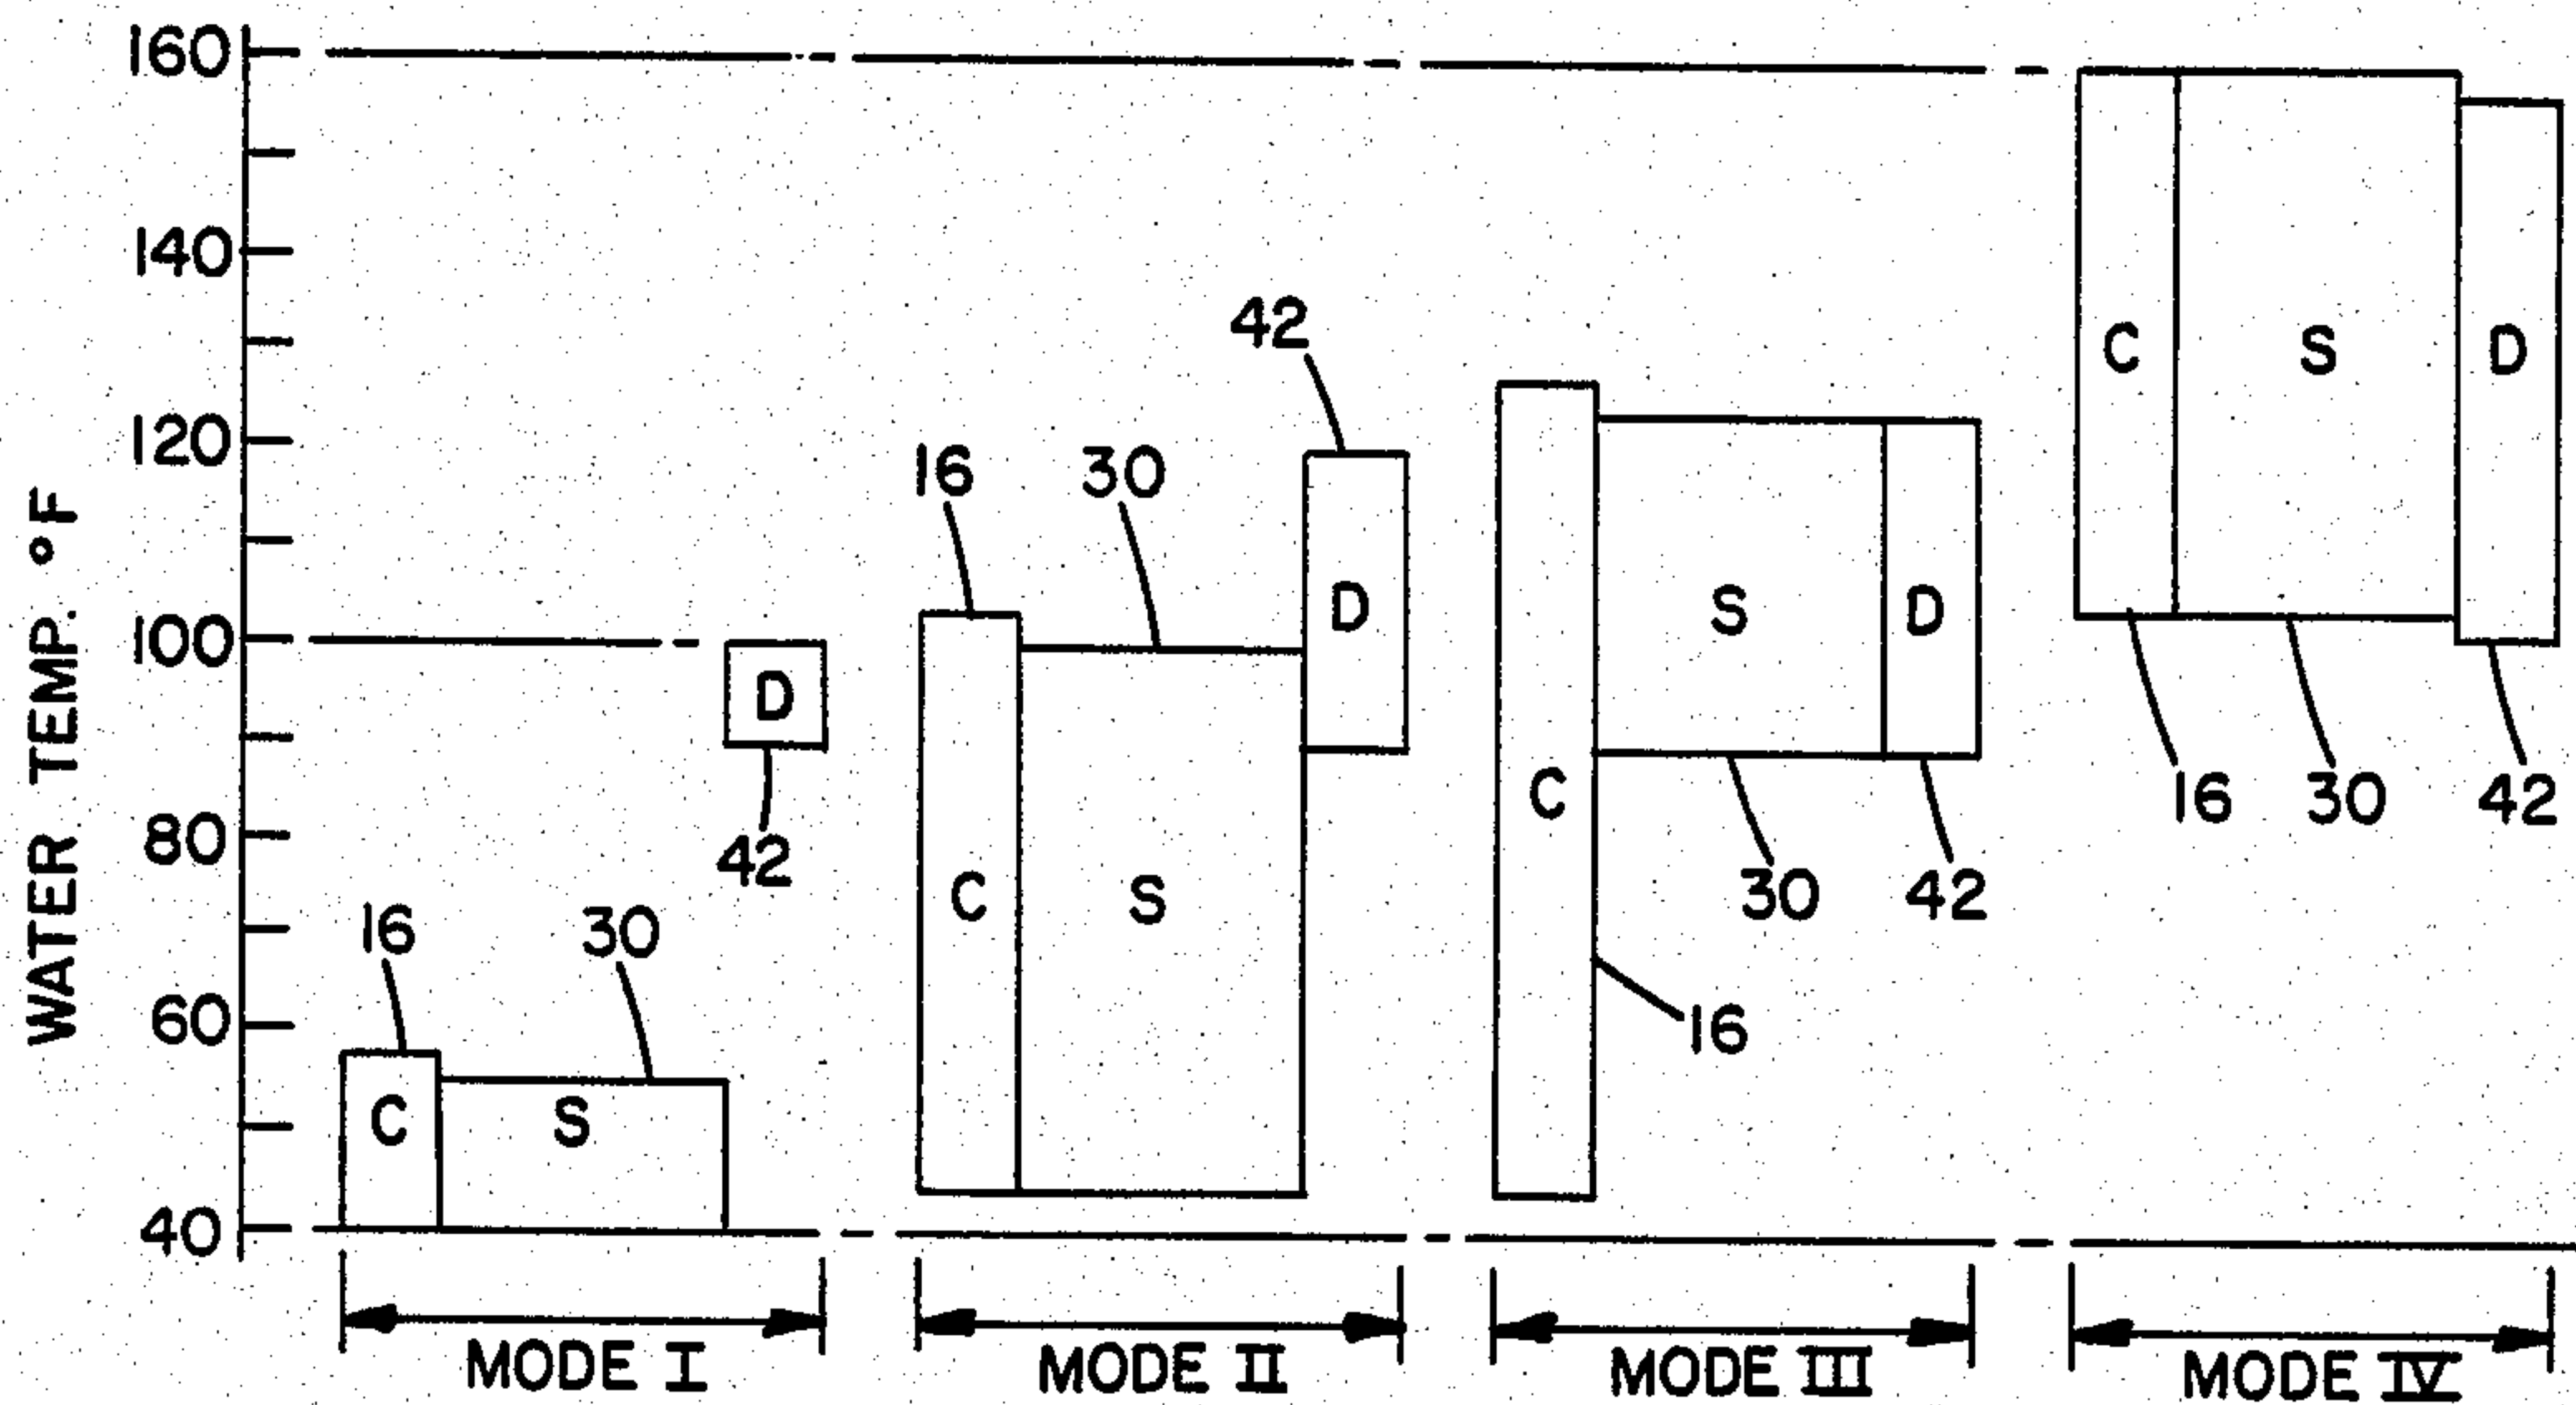 WATER TEMP. °F
160
140
120
100
80
60
40
16
30
C
S
D
42
MODE I
16
30
42
C
S
D
MODE II
C
S
D
16
30
42
MODE III
C
S
D
16
30
42
MODE IV